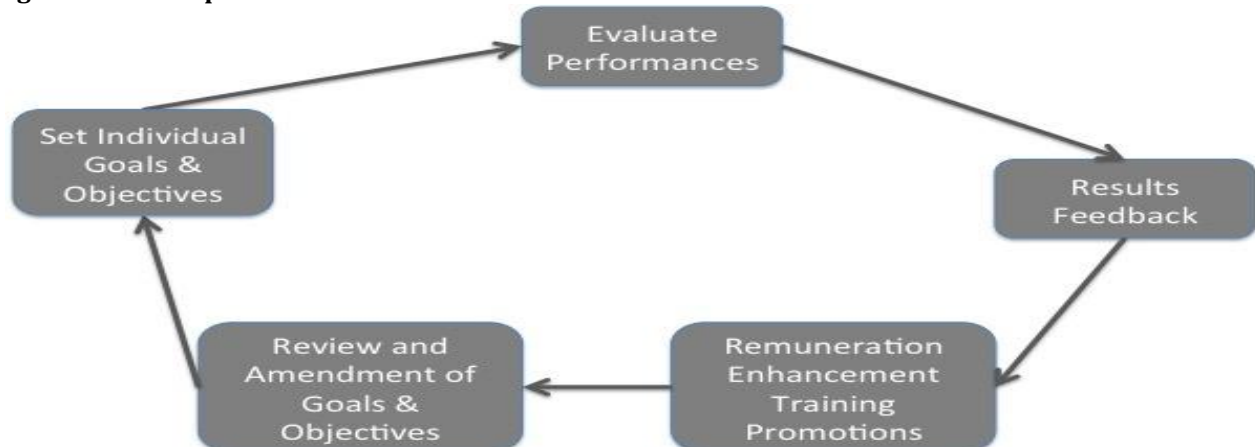 Evaluate
Performances
Set Individual
Goals &
Objectives
Results
Feedback
Review and
Amendment of
Goals &
Objectives
Remuneration
Enhancement
Training
Promotions